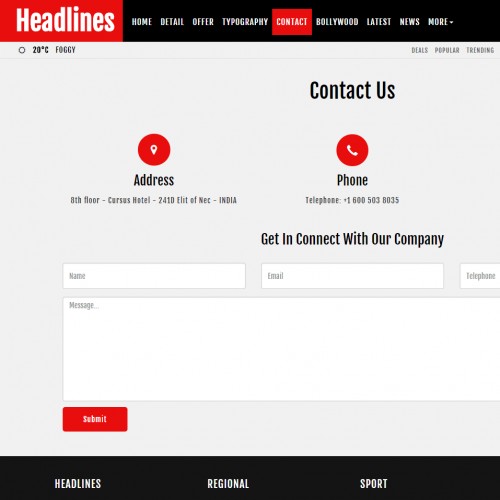 Headlines HOME DETAIL OFFER TYPOGRAPHY CONTACT BOLLYWOOD LATEST NEWS MORE
20°C FOGGY DEALS POPULAR TRENDING
Contact Us
Address Phone
8th floor - Cursus Hotel - 241D Elit of Nec - INDIA Telephone: +1 600 503 8035
Get In Connect With Our Company
Name Email Telephone
Message...
Submit
HEADLINES REGIONAL SPORT